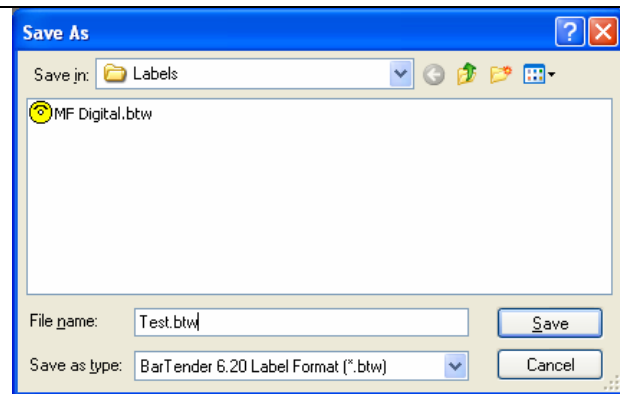 Save As
Save in: Labels
MF Digital.btw
File name: Test.btw Save
Save as type: BarTender 6.20 Label Format (*.btw) Cancel